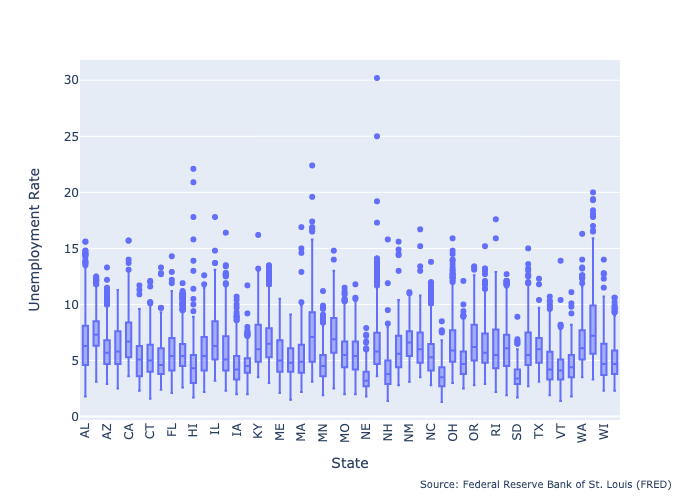 30
25
20
15
10
5
0
Unemployment Rate
AL AZ CA CT FL HI IL IA KY ME MA MN MO NE NH NM NC OH OR RI SD TX VT WA WI
State
Source: Federal Reserve Bank of St. Louis (FRED)